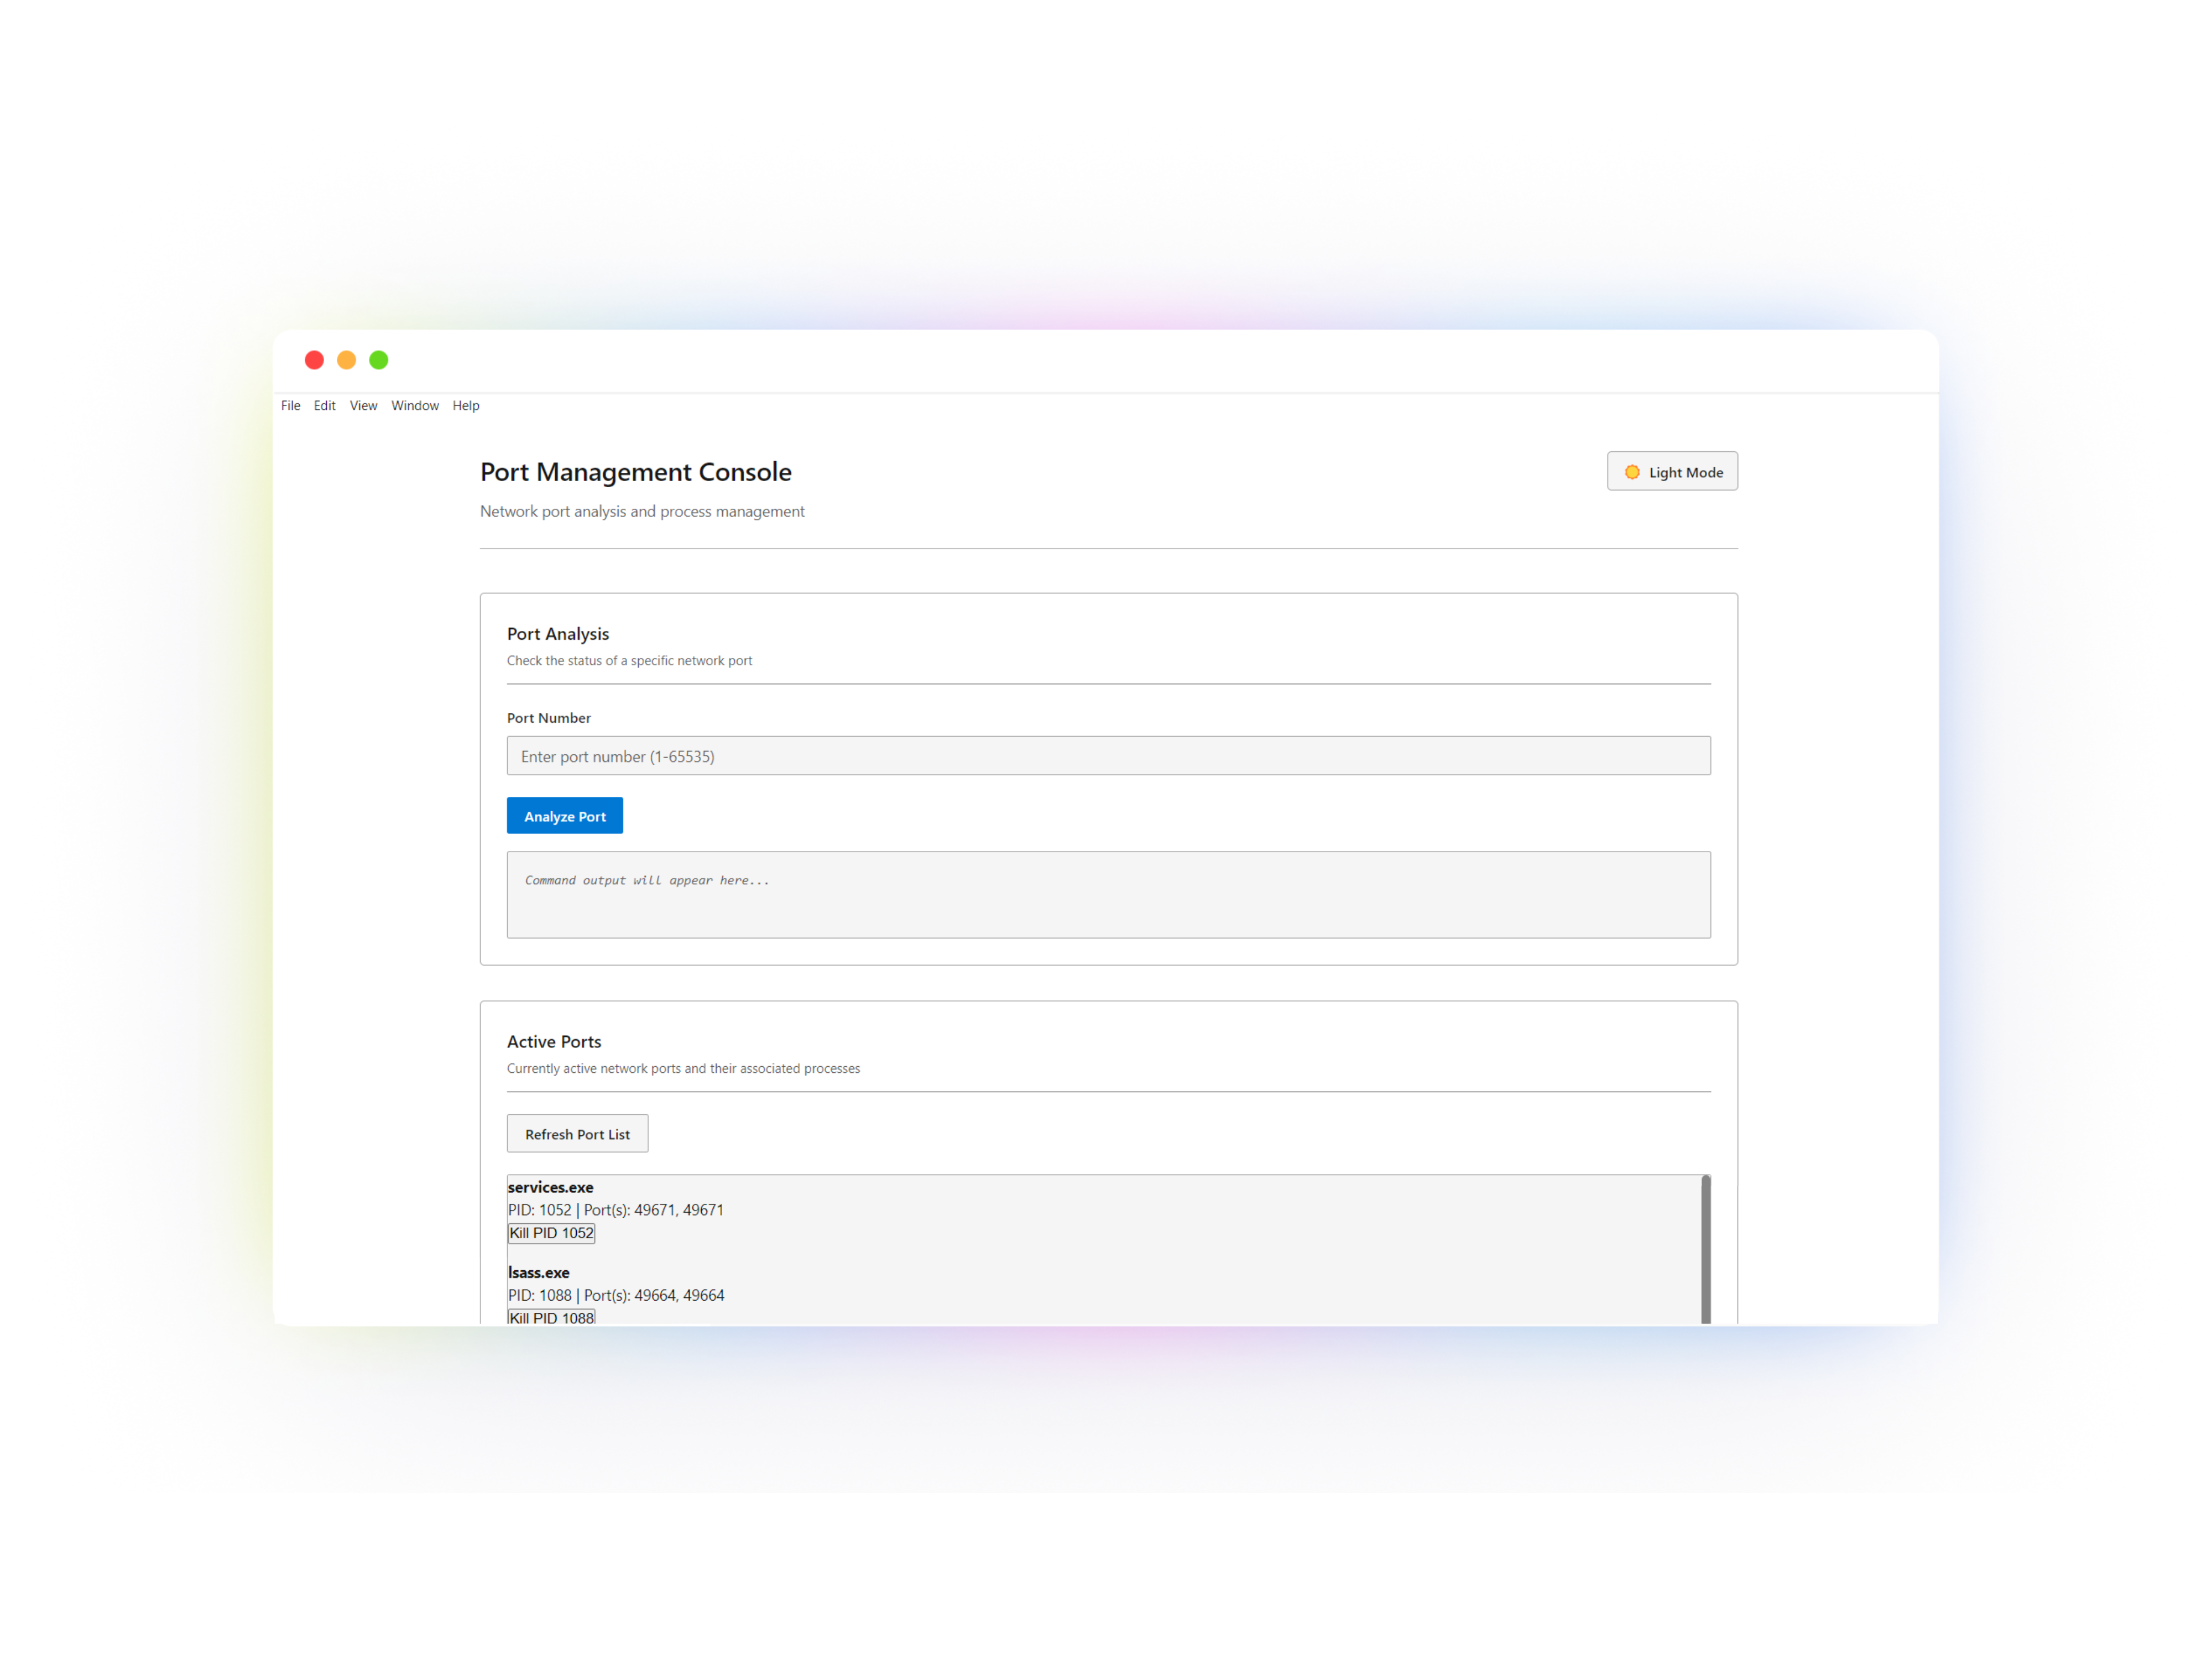 File Edit View Window Help
Port Management Console
Light Mode
Network port analysis and process management
Port Analysis
Check the status of a specific network port
Port Number
Enter port number (1-65535)
Analyze Port
Command output will appear here...
Active Ports
Currently active network ports and their associated processes
Refresh Port List
services.exe
PID: 1052 | Port(s): 49671, 49671
Kill PID 1052
lsass.exe
PID: 1088 | Port(s): 49664, 49664
Kill PID 1088